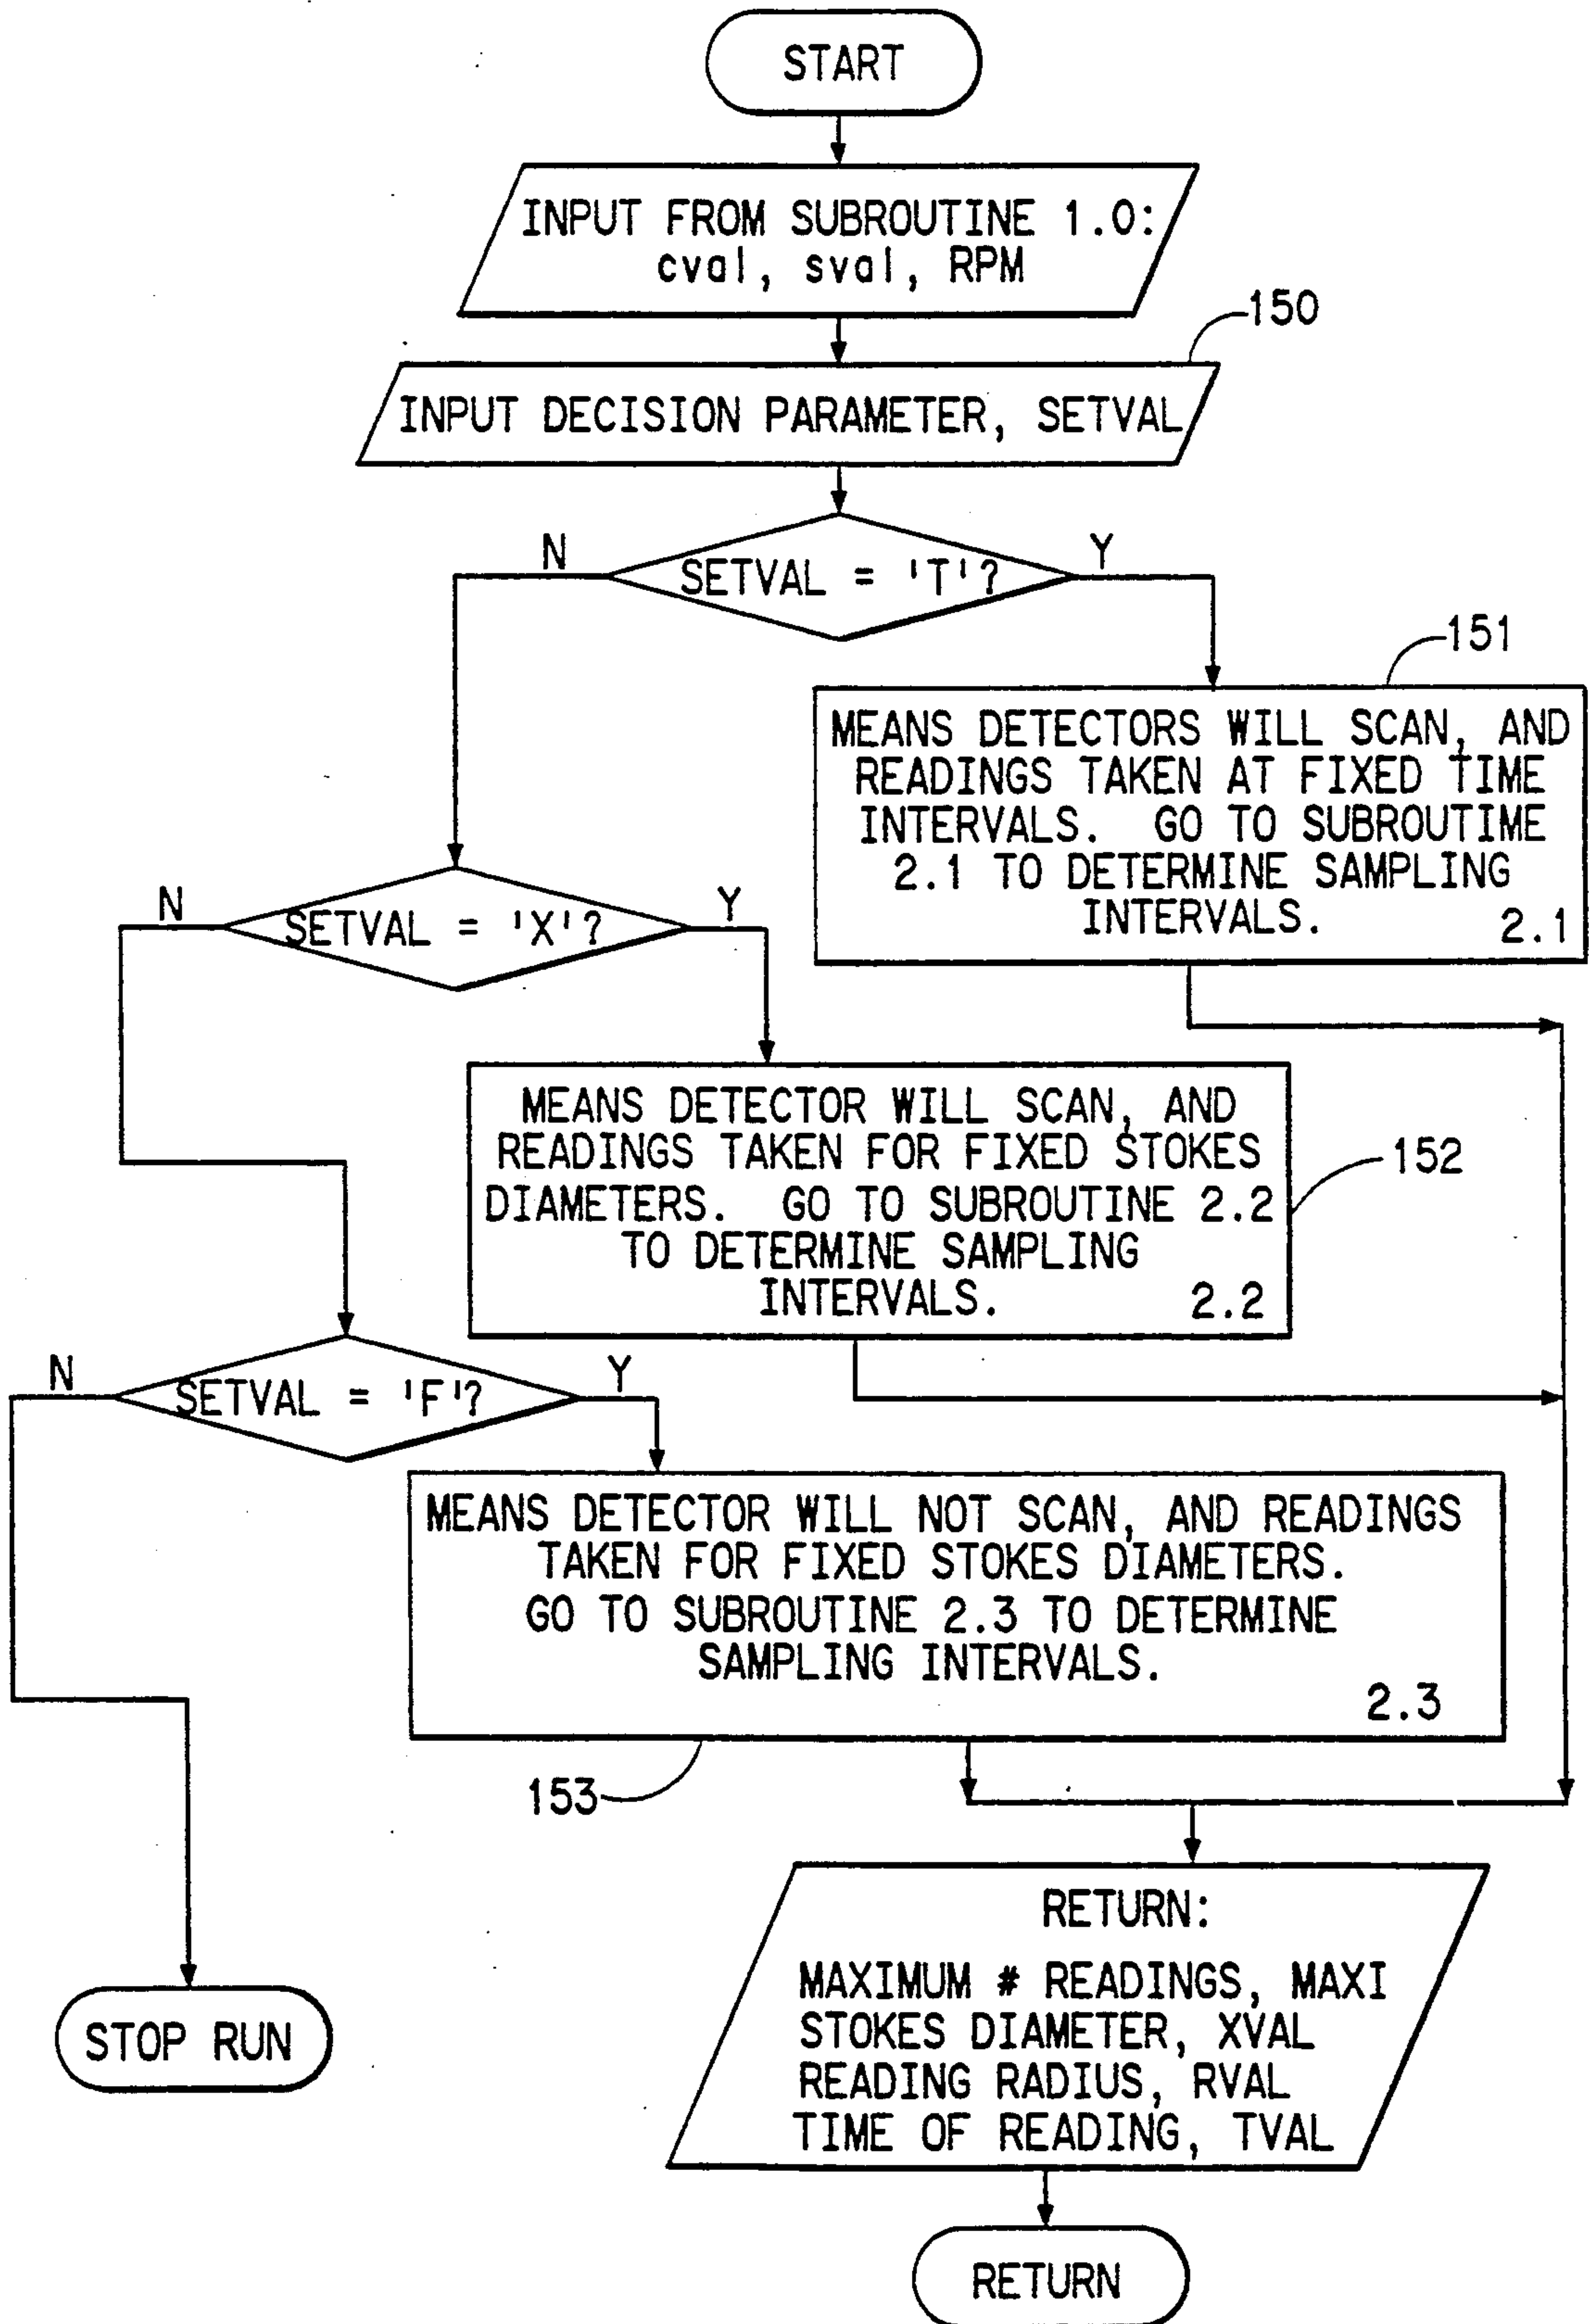 START
INPUT FROM SUBROUTINE 1.0:
cval, sval, RPM
150
INPUT DECISION PARAMETER, SETVAL
N
SETVAL = 'T'?
Y
151
MEANS DETECTORS WILL SCAN, AND
READINGS TAKEN AT FIXED TIME
INTERVALS. GO TO SUBROUTIME
2.1 TO DETERMINE SAMPLING
INTERVALS.
2.1
N
SETVAL = 'X'?
Y
MEANS DETECTOR WILL SCAN, AND
READINGS TAKEN FOR FIXED STOKES
DIAMETERS. GO TO SUBROUTINE 2.2
TO DETERMINE SAMPLING
INTERVALS.
2.2
152
N
SETVAL = 'F'?
Y
MEANS DETECTOR WILL NOT SCAN, AND READINGS
TAKEN FOR FIXED STOKES DIAMETERS.
GO TO SUBROUTINE 2.3 TO DETERMINE
SAMPLING INTERVALS.
2.3
153
RETURN:
MAXIMUM # READINGS, MAXI
STOKES DIAMETER, XVAL
READING RADIUS, RVAL
TIME OF READING, TVAL
STOP RUN
RETURN